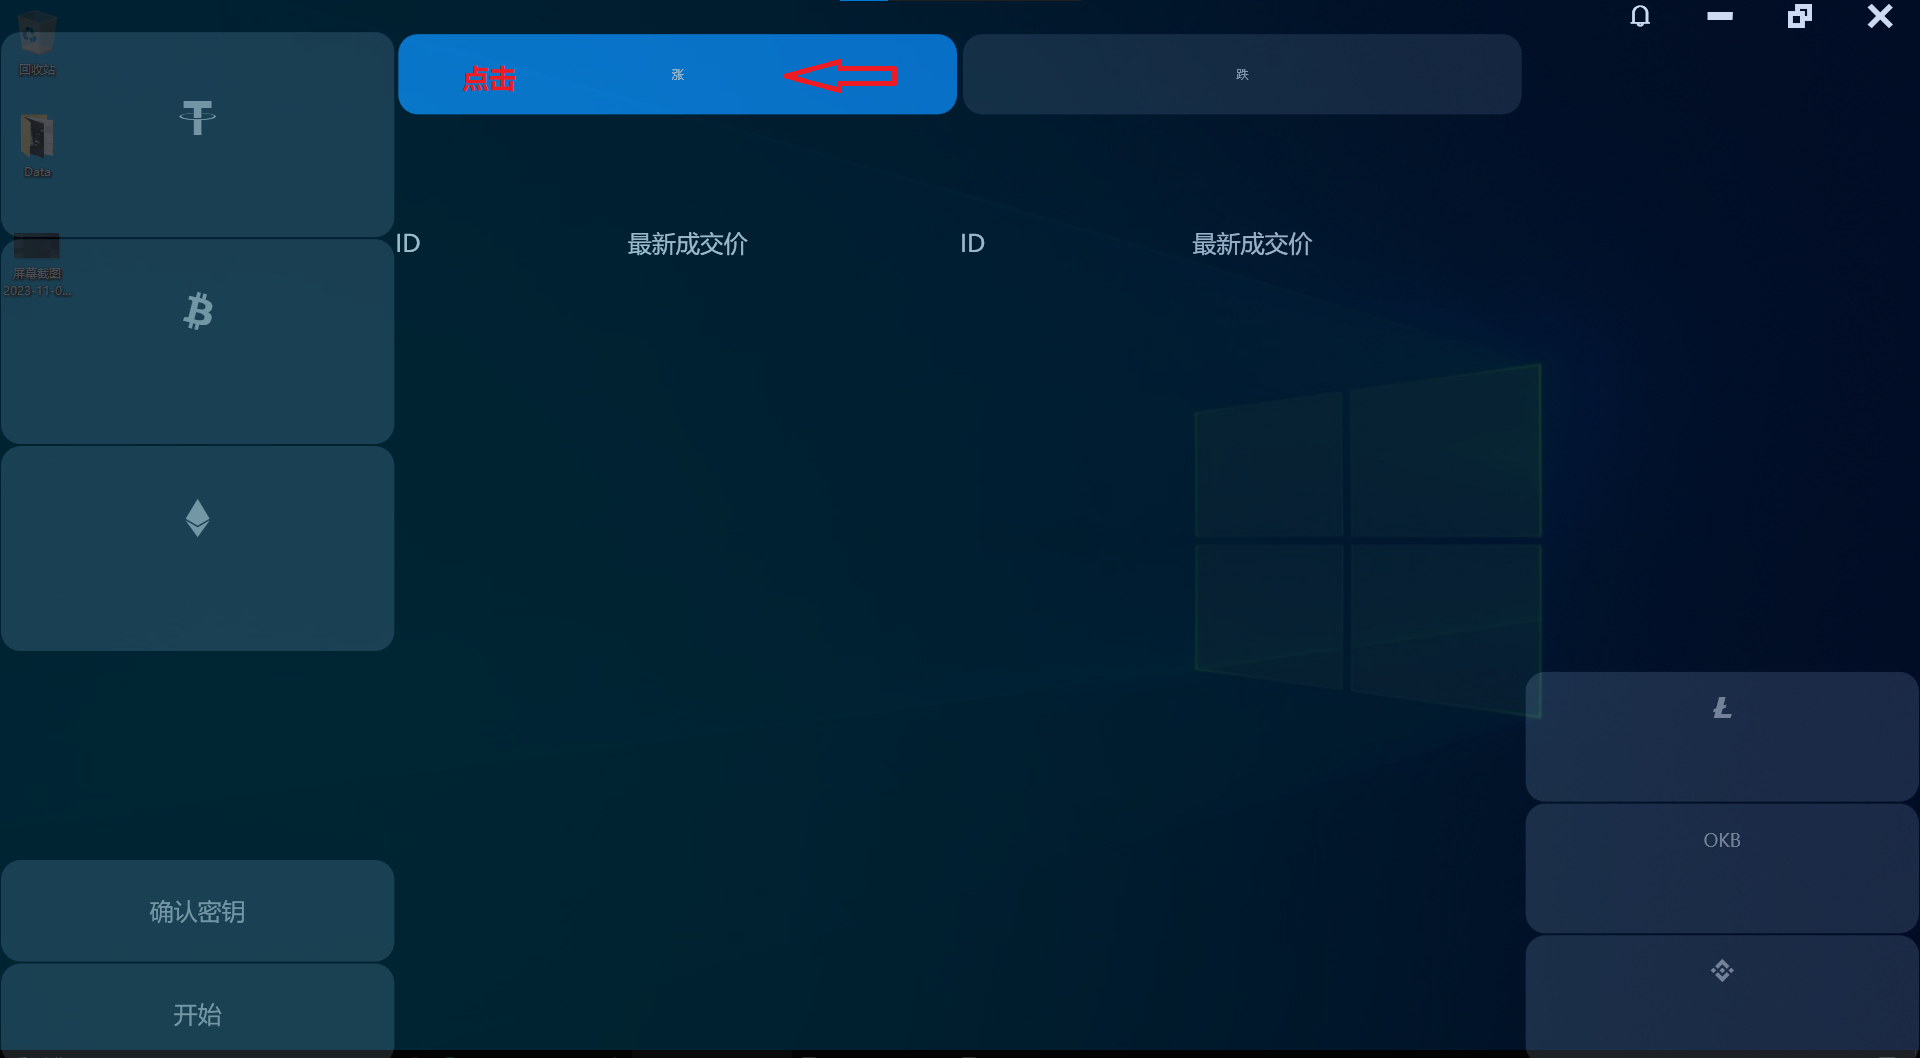 回收站
Data
屏幕截图
2023-11-0...
点击
涨
跌
ID
最新成交价
ID
最新成交价
OKB
确认密钥
开始